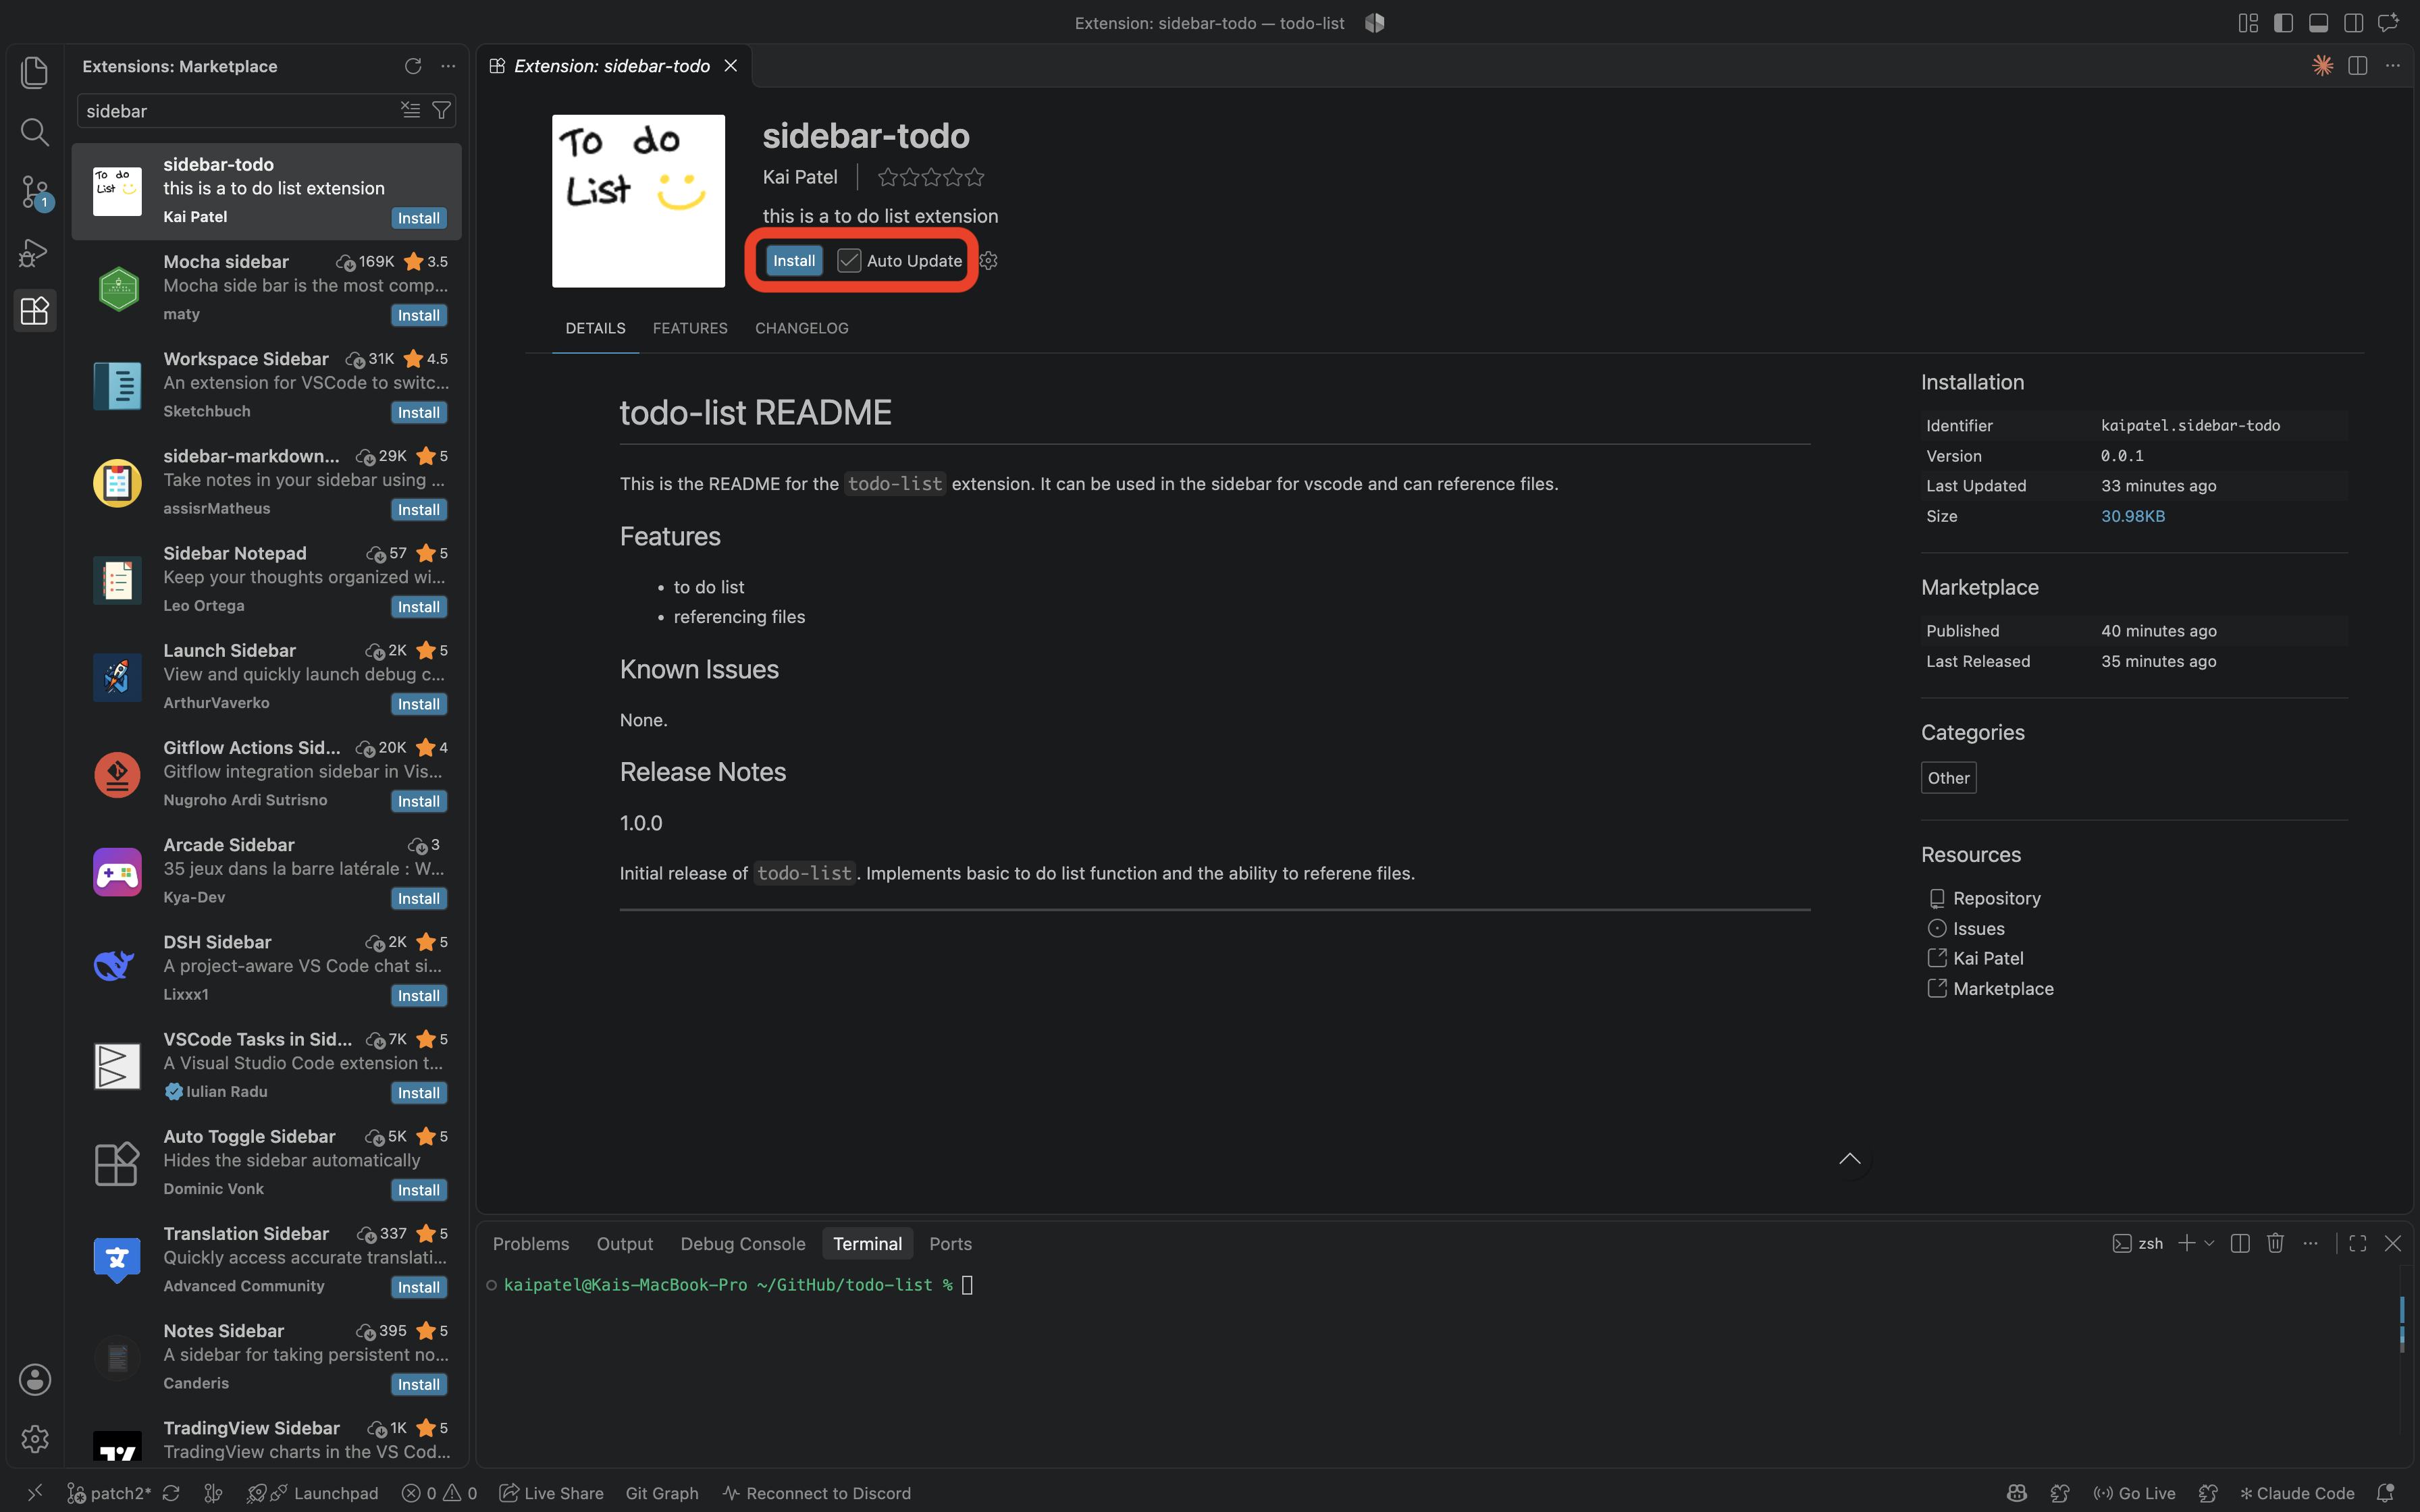 Extension: sidebar-todo — todo-list
Extensions: Marketplace
sidebar
sidebar-todo
this is a to do list extension
Kai Patel
Install
To do
List
Mocha sidebar 169K 3.5
Mocha side bar is the most comp...
maty
Install
Workspace Sidebar 31K 4.5
An extension for VSCode to switc...
Sketchbuch
Install
sidebar-markdown... 29K 5
Take notes in your sidebar using ...
assisrMatheus
Install
Sidebar Notepad 57 5
Keep your thoughts organized wi...
Leo Ortega
Install
Launch Sidebar 2K 5
View and quickly launch debug c...
ArthurVaverko
Install
Gitflow Actions Sid... 20K 4
Gitflow integration sidebar in Vis...
Nugroho Ardi Sutrisno
Install
Arcade Sidebar 3
35 jeux dans la barre latérale : W...
Kya-Dev
Install
DSH Sidebar 2K 5
A project-aware VS Code chat si...
Lixxx1
Install
VSCode Tasks in Sid... 7K 5
A Visual Studio Code extension t...
Iulian Radu
Install
Auto Toggle Sidebar 5K 5
Hides the sidebar automatically
Dominic Vonk
Install
Translation Sidebar 337 5
Quickly access accurate translati...
Advanced Community
Install
Notes Sidebar 395 5
A sidebar for taking persistent no...
Canderis
Install
TradingView Sidebar 1K 5
TradingView charts in the VS Cod...
1
Extension: sidebar-todo
To do
List
sidebar-todo
Kai Patel
this is a to do list extension
Install Auto Update
DETAILS FEATURES CHANGELOG
todo-list README
This is the README for the todo-list extension. It can be used in the sidebar for vscode and can reference files.
Features
• to do list
• referencing files
Known Issues
None.
Release Notes
1.0.0
Initial release of todo-list. Implements basic to do list function and the ability to referene files.
Installation
Identifier kaipatel.sidebar-todo
Version 0.0.1
Last Updated 33 minutes ago
Size 30.98KB
Marketplace
Published 40 minutes ago
Last Released 35 minutes ago
Categories
Other
Resources
Repository
Issues
Kai Patel
Marketplace
Problems Output Debug Console Terminal Ports
zsh
kaipatel@Kais-MacBook-Pro ~/GitHub/todo-list %
patch2* Launchpad 0 0 Live Share Git Graph Reconnect to Discord
Go Live Claude Code